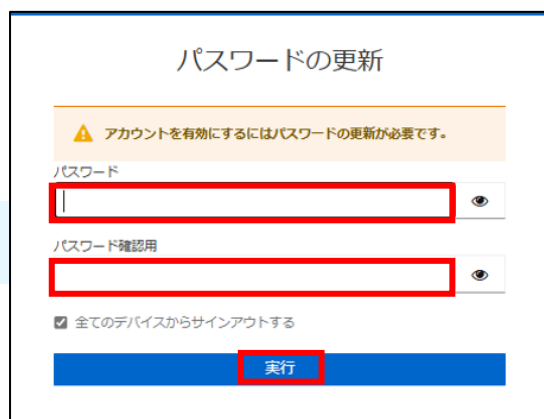 パスワードの更新
アカウントを有効にするにはパスワードの更新が必要です。
パスワード
パスワード確認用
全てのデバイスからサインアウトする
実行